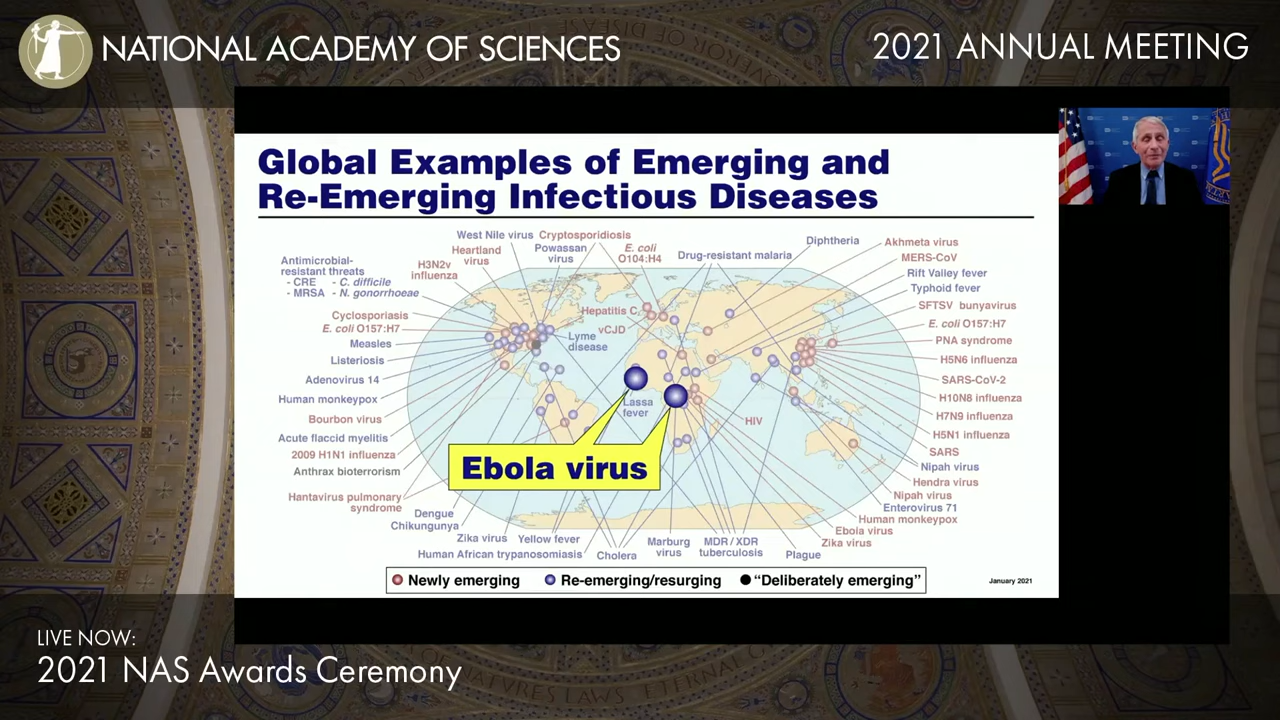 NATIONAL ACADEMY OF SCIENCES
2021 ANNUAL MEETING
Global Examples of Emerging and
Re-Emerging Infectious Diseases
West Nile virus
Cryptosporidiosis
Heartland
virus
Powassan
virus
E. coli
O104:H4
Drug-resistant malaria
Diphtheria
Akhmeta virus
MERS-CoV
Rift Valley fever
Typhoid fever
SFTSV bunyavirus
E. coli O157:H7
PNA syndrome
H5N6 influenza
SARS-CoV-2
H10N8 influenza
H7N9 influenza
H5N1 influenza
SARS
Nipah virus
Hendra virus
Nipah virus
Enterovirus 71
Human monkeypox
Ebola virus
Zika virus
Antimicrobial-
resistant threats
- CRE - C. difficile
- MRSA - N. gonorrhoeae
H3N2v
influenza
Cyclosporiasis
E. coli O157:H7
Measles
Listeriosis
Adenovirus 14
Human monkeypox
Bourbon virus
Acute flaccid myelitis
2009 H1N1 influenza
Anthrax bioterrorism
Hantavirus pulmonary
syndrome
Hepatitis C
vCJD
Lyme
disease
Lassa
fever
HIV
Ebola virus
Dengue
Chikungunya
Zika virus
Yellow fever
Human African trypanosomiasis
Cholera
Marburg
virus
MDR / XDR
tuberculosis
Plague
Newly emerging
Re-emerging/resurging
“Deliberately emerging”
January 2021
LIVE NOW:
2021 NAS Awards Ceremony